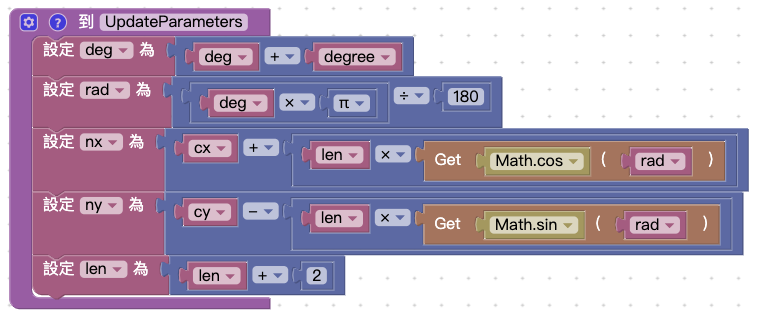 ? 到 UpdateParameters
設定 deg 為 deg + degree
設定 rad 為 deg × π ÷ 180
設定 nx 為 cx + len × Get Math.cos ( rad )
設定 ny 為 cy − len × Get Math.sin ( rad )
設定 len 為 len + 2